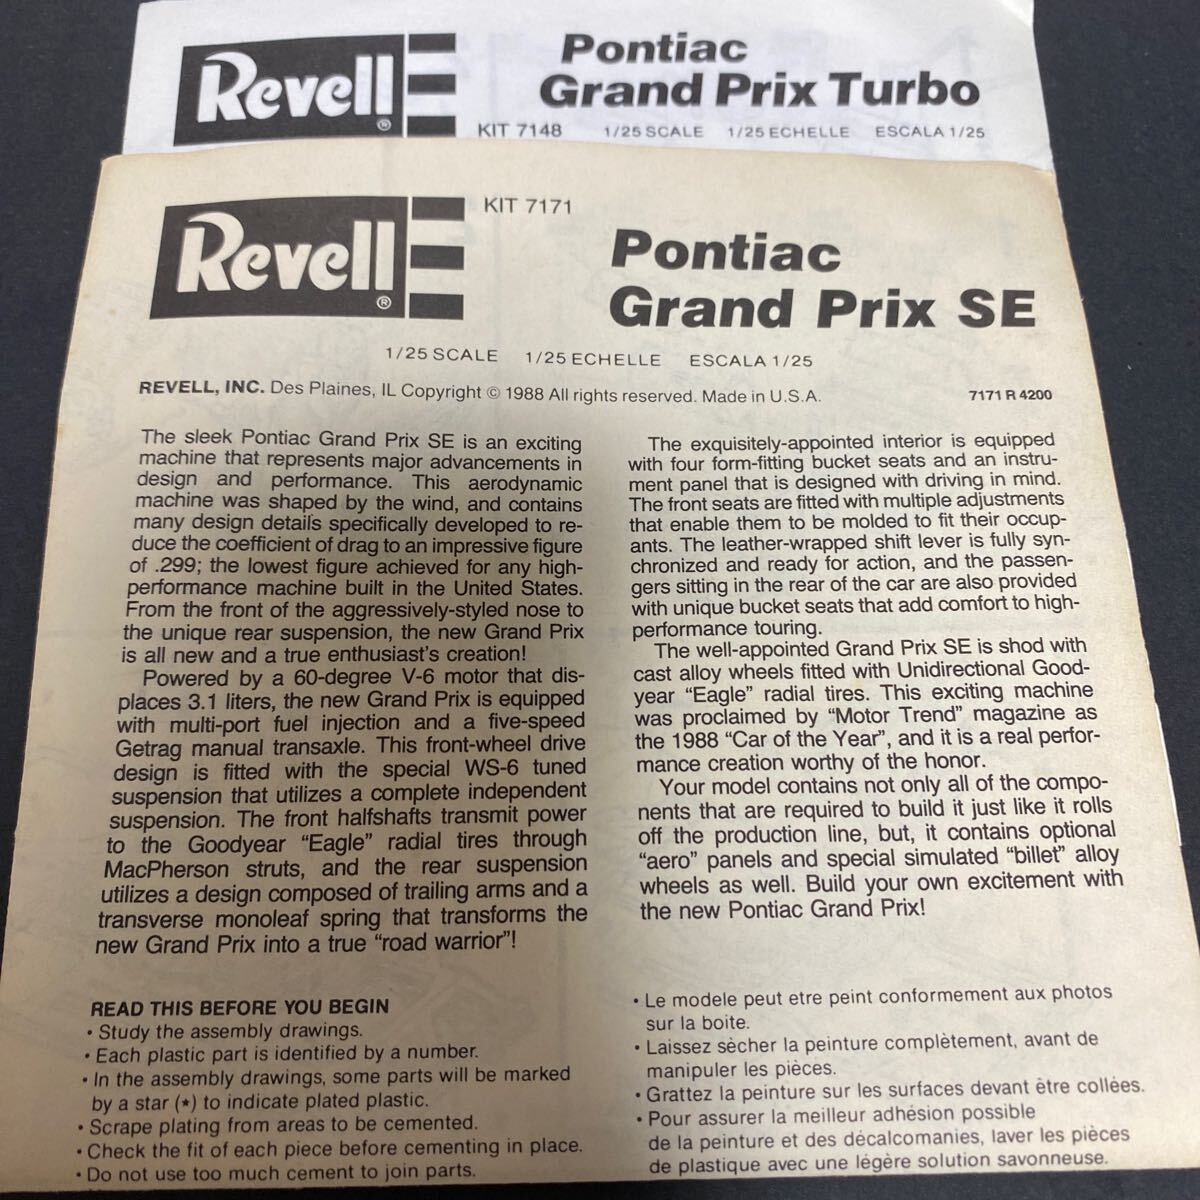 Revell®
Pontiac
Grand Prix Turbo
KIT 7148 1/25 SCALE 1/25 ECHELLE ESCALA 1/25
Revell®
KIT 7171
Pontiac
Grand Prix SE
1/25 SCALE 1/25 ECHELLE ESCALA 1/25
REVELL, INC. Des Plaines, IL Copyright © 1988 All rights reserved. Made in U.S.A. 7171 R 4200
The sleek Pontiac Grand Prix SE is an exciting
machine that represents major advancements in
design and performance. This aerodynamic
machine was shaped by the wind, and contains
many design details specifically developed to re-
duce the coefficient of drag to an impressive figure
of .299; the lowest figure achieved for any high-
performance machine built in the United States.
From the front of the aggressively-styled nose to
the unique rear suspension, the new Grand Prix
is all new and a true enthusiast's creation!
Powered by a 60-degree V-6 motor that dis-
places 3.1 liters, the new Grand Prix is equipped
with multi-port fuel injection and a five-speed
Getrag manual transaxle. This front-wheel drive
design is fitted with the special WS-6 tuned
suspension that utilizes a complete independent
suspension. The front halfshafts transmit power
to the Goodyear “Eagle” radial tires through
MacPherson struts, and the rear suspension
utilizes a design composed of trailing arms and a
transverse monoleaf spring that transforms the
new Grand Prix into a true “road warrior”!
The exquisitely-appointed interior is equipped
with four form-fitting bucket seats and an instru-
ment panel that is designed with driving in mind.
The front seats are fitted with multiple adjustments
that enable them to be molded to fit their occup-
ants. The leather-wrapped shift lever is fully syn-
chronized and ready for action, and the passen-
gers sitting in the rear of the car are also provided
with unique bucket seats that add comfort to high-
performance touring.
The well-appointed Grand Prix SE is shod with
cast alloy wheels fitted with Unidirectional Good-
year “Eagle” radial tires. This exciting machine
was proclaimed by “Motor Trend” magazine as
the 1988 “Car of the Year”, and it is a real perfor-
mance creation worthy of the honor.
Your model contains not only all of the compo-
nents that are required to build it just like it rolls
off the production line, but, it contains optional
“aero” panels and special simulated “billet” alloy
wheels as well. Build your own excitement with
the new Pontiac Grand Prix!
READ THIS BEFORE YOU BEGIN
• Study the assembly drawings.
• Each plastic part is identified by a number.
• In the assembly drawings, some parts will be marked
by a star (★) to indicate plated plastic.
• Scrape plating from areas to be cemented.
• Check the fit of each piece before cementing in place.
• Do not use too much cement to join parts.
• Le modele peut etre peint conformement aux photos
sur la boite.
• Laissez sècher la peinture complètement, avant de
manipuler les pièces.
• Grattez la peinture sur les surfaces devant être collées.
• Pour assurer la meilleur adhésion possible
de la peinture et des décalcomanies, laver les pièces
de plastique avec une légère solution savonneuse.